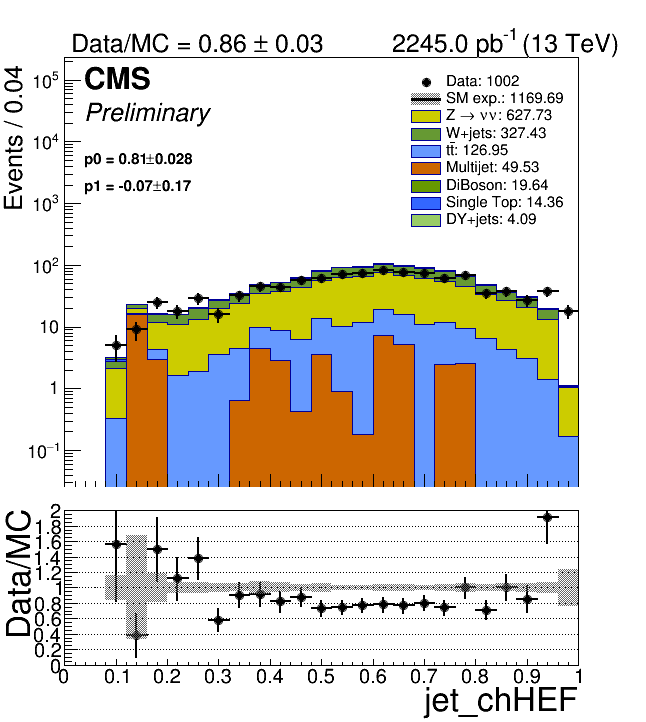 Data/MC = 0.86 ± 0.03 2245.0 pb⁻¹ (13 TeV)
Events / 0.04
10⁵
10⁴
10³
10²
10
1
10⁻¹
CMS
Preliminary
p0 = 0.81±0.028
p1 = -0.07±0.17
Data: 1002
SM exp.: 1169.69
Z → νν: 627.73
W+jets: 327.43
tt̄: 126.95
Multijet: 49.53
DiBoson: 19.64
Single Top: 14.36
DY+jets: 4.09
Data/MC
2
1.8
1.6
1.4
1.2
1
0.8
0.6
0.4
0.2
0
0 0.1 0.2 0.3 0.4 0.5 0.6 0.7 0.8 0.9 1
jet_chHEF